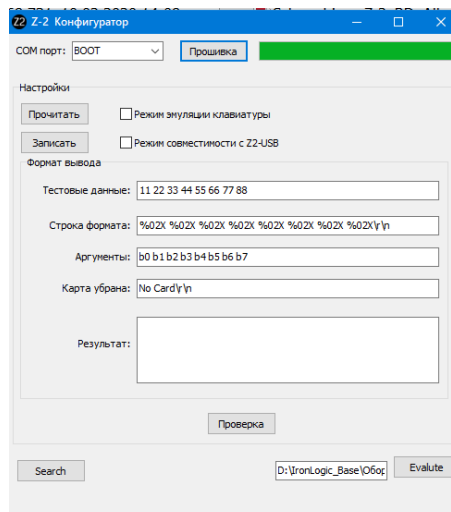 Z2 Z-2 Конфигуратор
COM порт: BOOT Прошивка
Настройки
Прочитать Режим эмуляции клавиатуры
Записать Режим совместимости с Z2-USB
Формат вывода
Тестовые данные: 11 22 33 44 55 66 77 88
Строка формата: %02X %02X %02X %02X %02X %02X %02X %02X\r\n
Аргументы: b0 b1 b2 b3 b4 b5 b6 b7
Карта убрана: No Card\r\n
Результат:
Проверка
Search D:\IronLogic_Base\Обор Evalute